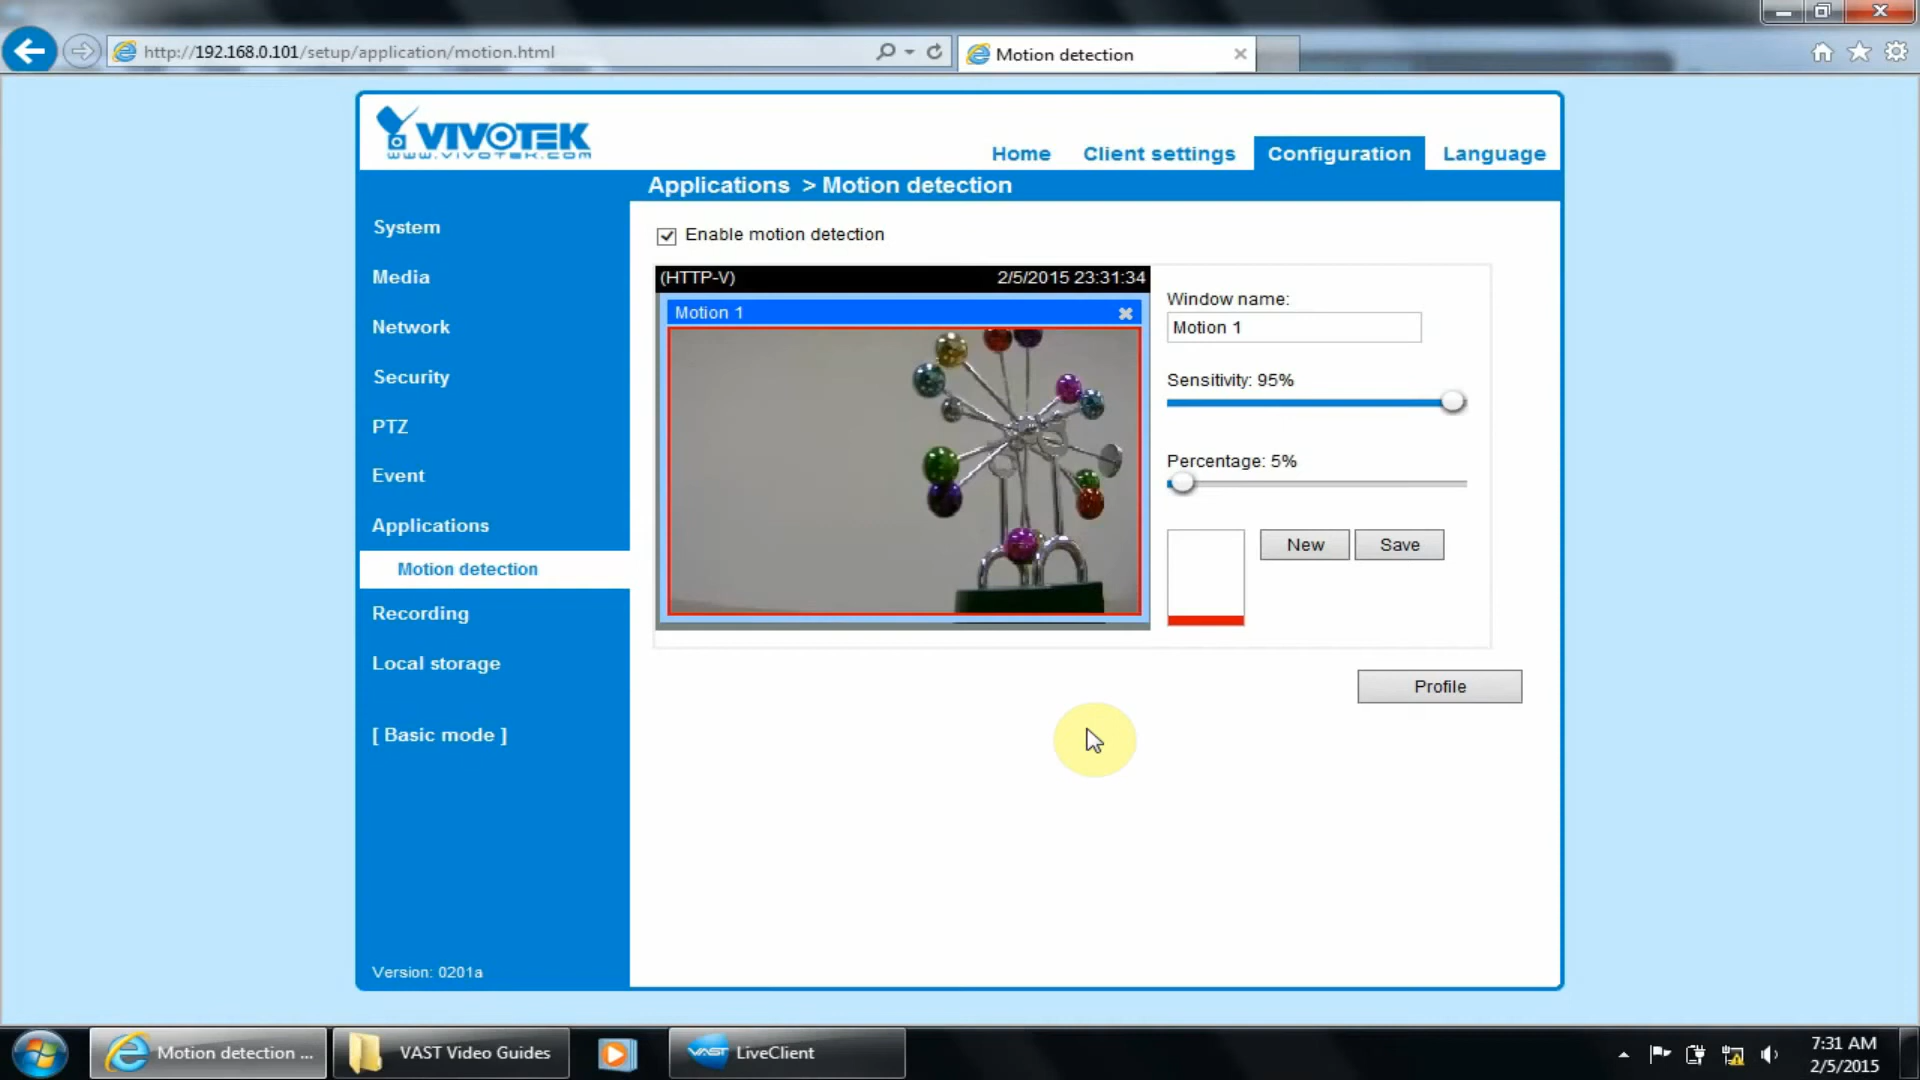 http://192.168.0.101/setup/application/motion.html
Motion detection
VIVOTEK
www.vivotek.com
Home
Client settings
Configuration
Language
Applications > Motion detection
System
Media
Network
Security
PTZ
Event
Applications
Motion detection
Recording
Local storage
[ Basic mode ]
Version: 0201a
Enable motion detection
(HTTP-V) 2/5/2015 23:31:34
Motion 1
Window name:
Motion 1
Sensitivity: 95%
Percentage: 5%
New
Save
Profile
Motion detection ...
VAST Video Guides
VAST
LiveClient
7:31 AM
2/5/2015